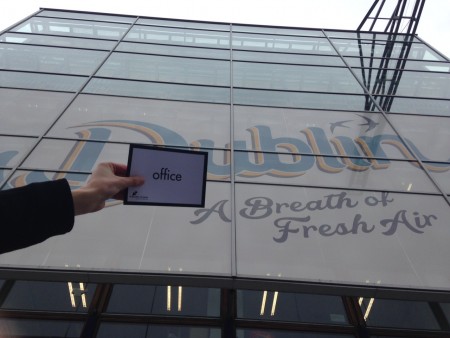 Dublin
office
A Breath of
Fresh Air